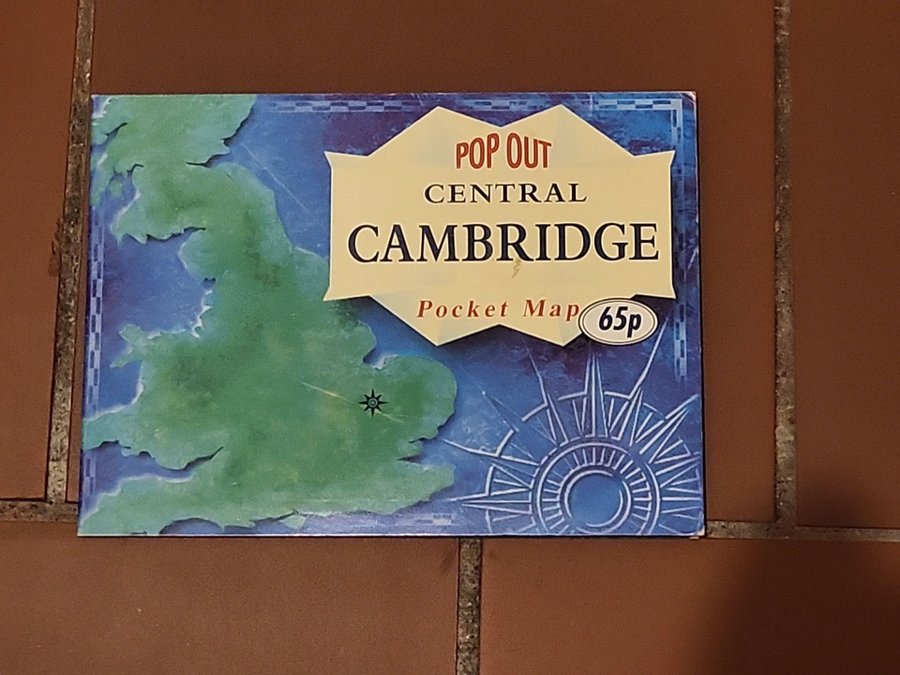 POP OUT
CENTRAL
CAMBRIDGE
Pocket Map
65p